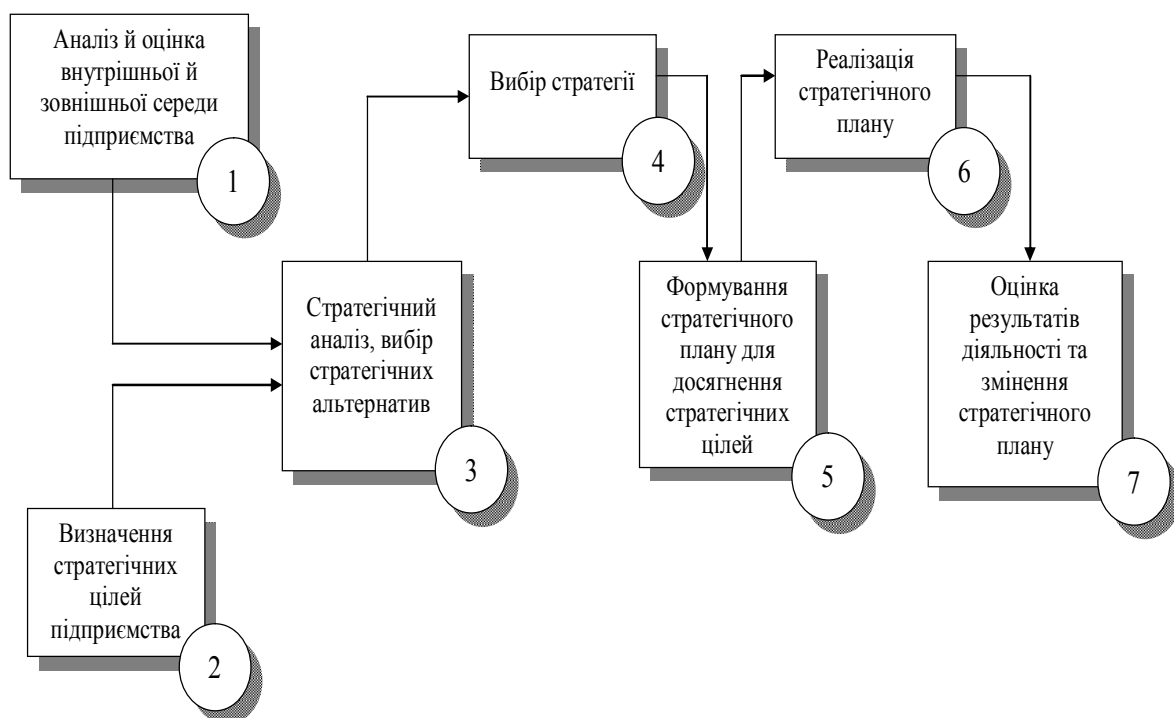 Аналіз й оцінка
внутрішньої й
зовнішньої середи
підприємства
1
Визначення
стратегічних
цілей
підприємства
2
Стратегічний
аналіз, вибір
стратегічних
альтернатив
3
Вибір стратегії
4
Формування
стратегічного
плану для
досягнення
стратегічних
цілей
5
Реалізація
стратегічного
плану
6
Оцінка
результатів
діяльності та
змінення
стратегічного
плану
7